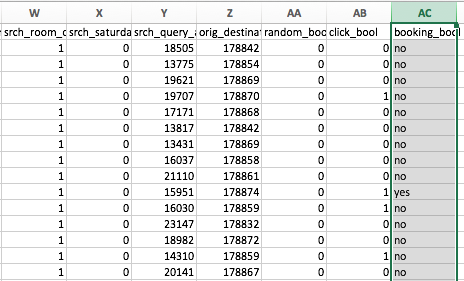 W X Y Z AA AB AC
srch_room_c srch_saturda srch_query_a orig_destina random_boo click_bool booking_bool
1 0 18505 178842 0 0 no
1 0 13775 178854 0 0 no
1 0 19621 178869 0 0 no
1 0 19707 178870 0 1 no
1 0 17171 178868 0 0 no
1 0 13817 178842 0 0 no
1 0 13431 178869 0 0 no
1 0 16037 178858 0 0 no
1 0 21110 178861 0 0 no
1 0 15951 178874 0 1 yes
1 0 16030 178859 0 1 no
1 0 23147 178832 0 0 no
1 0 18982 178872 0 0 no
1 0 14310 178859 0 1 no
1 0 20141 178867 0 0 no